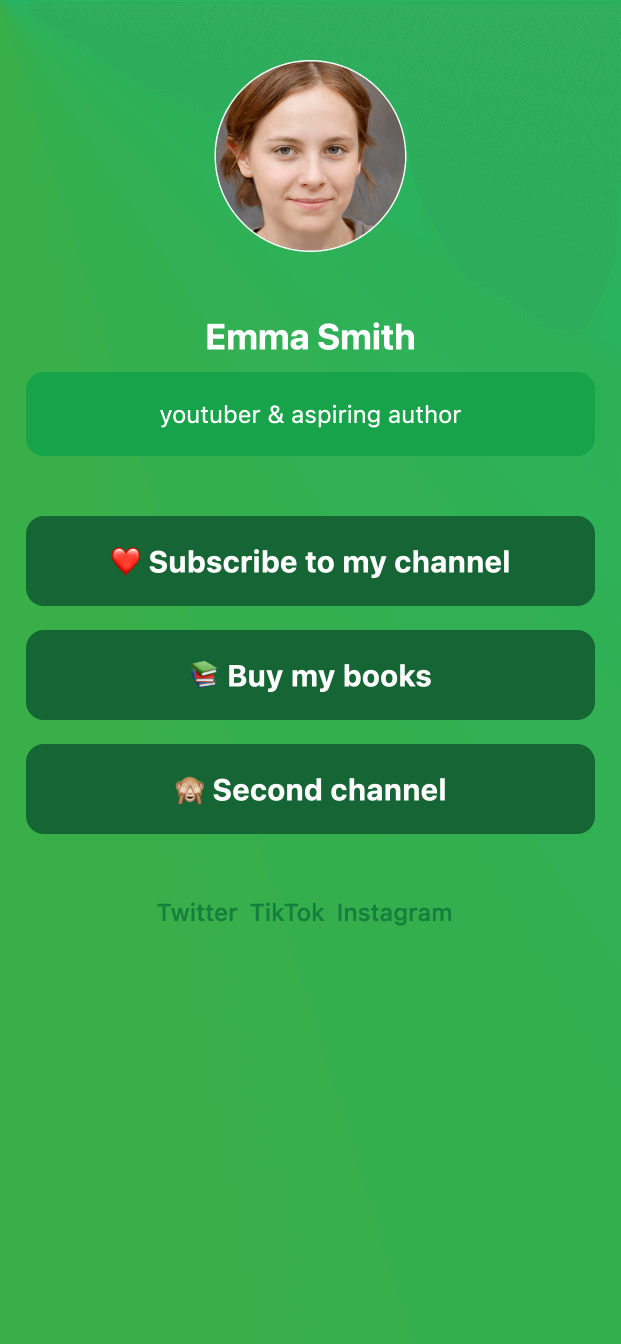 Emma Smith
youtuber & aspiring author
❤️ Subscribe to my channel
📚 Buy my books
🙈 Second channel
Twitter TikTok Instagram